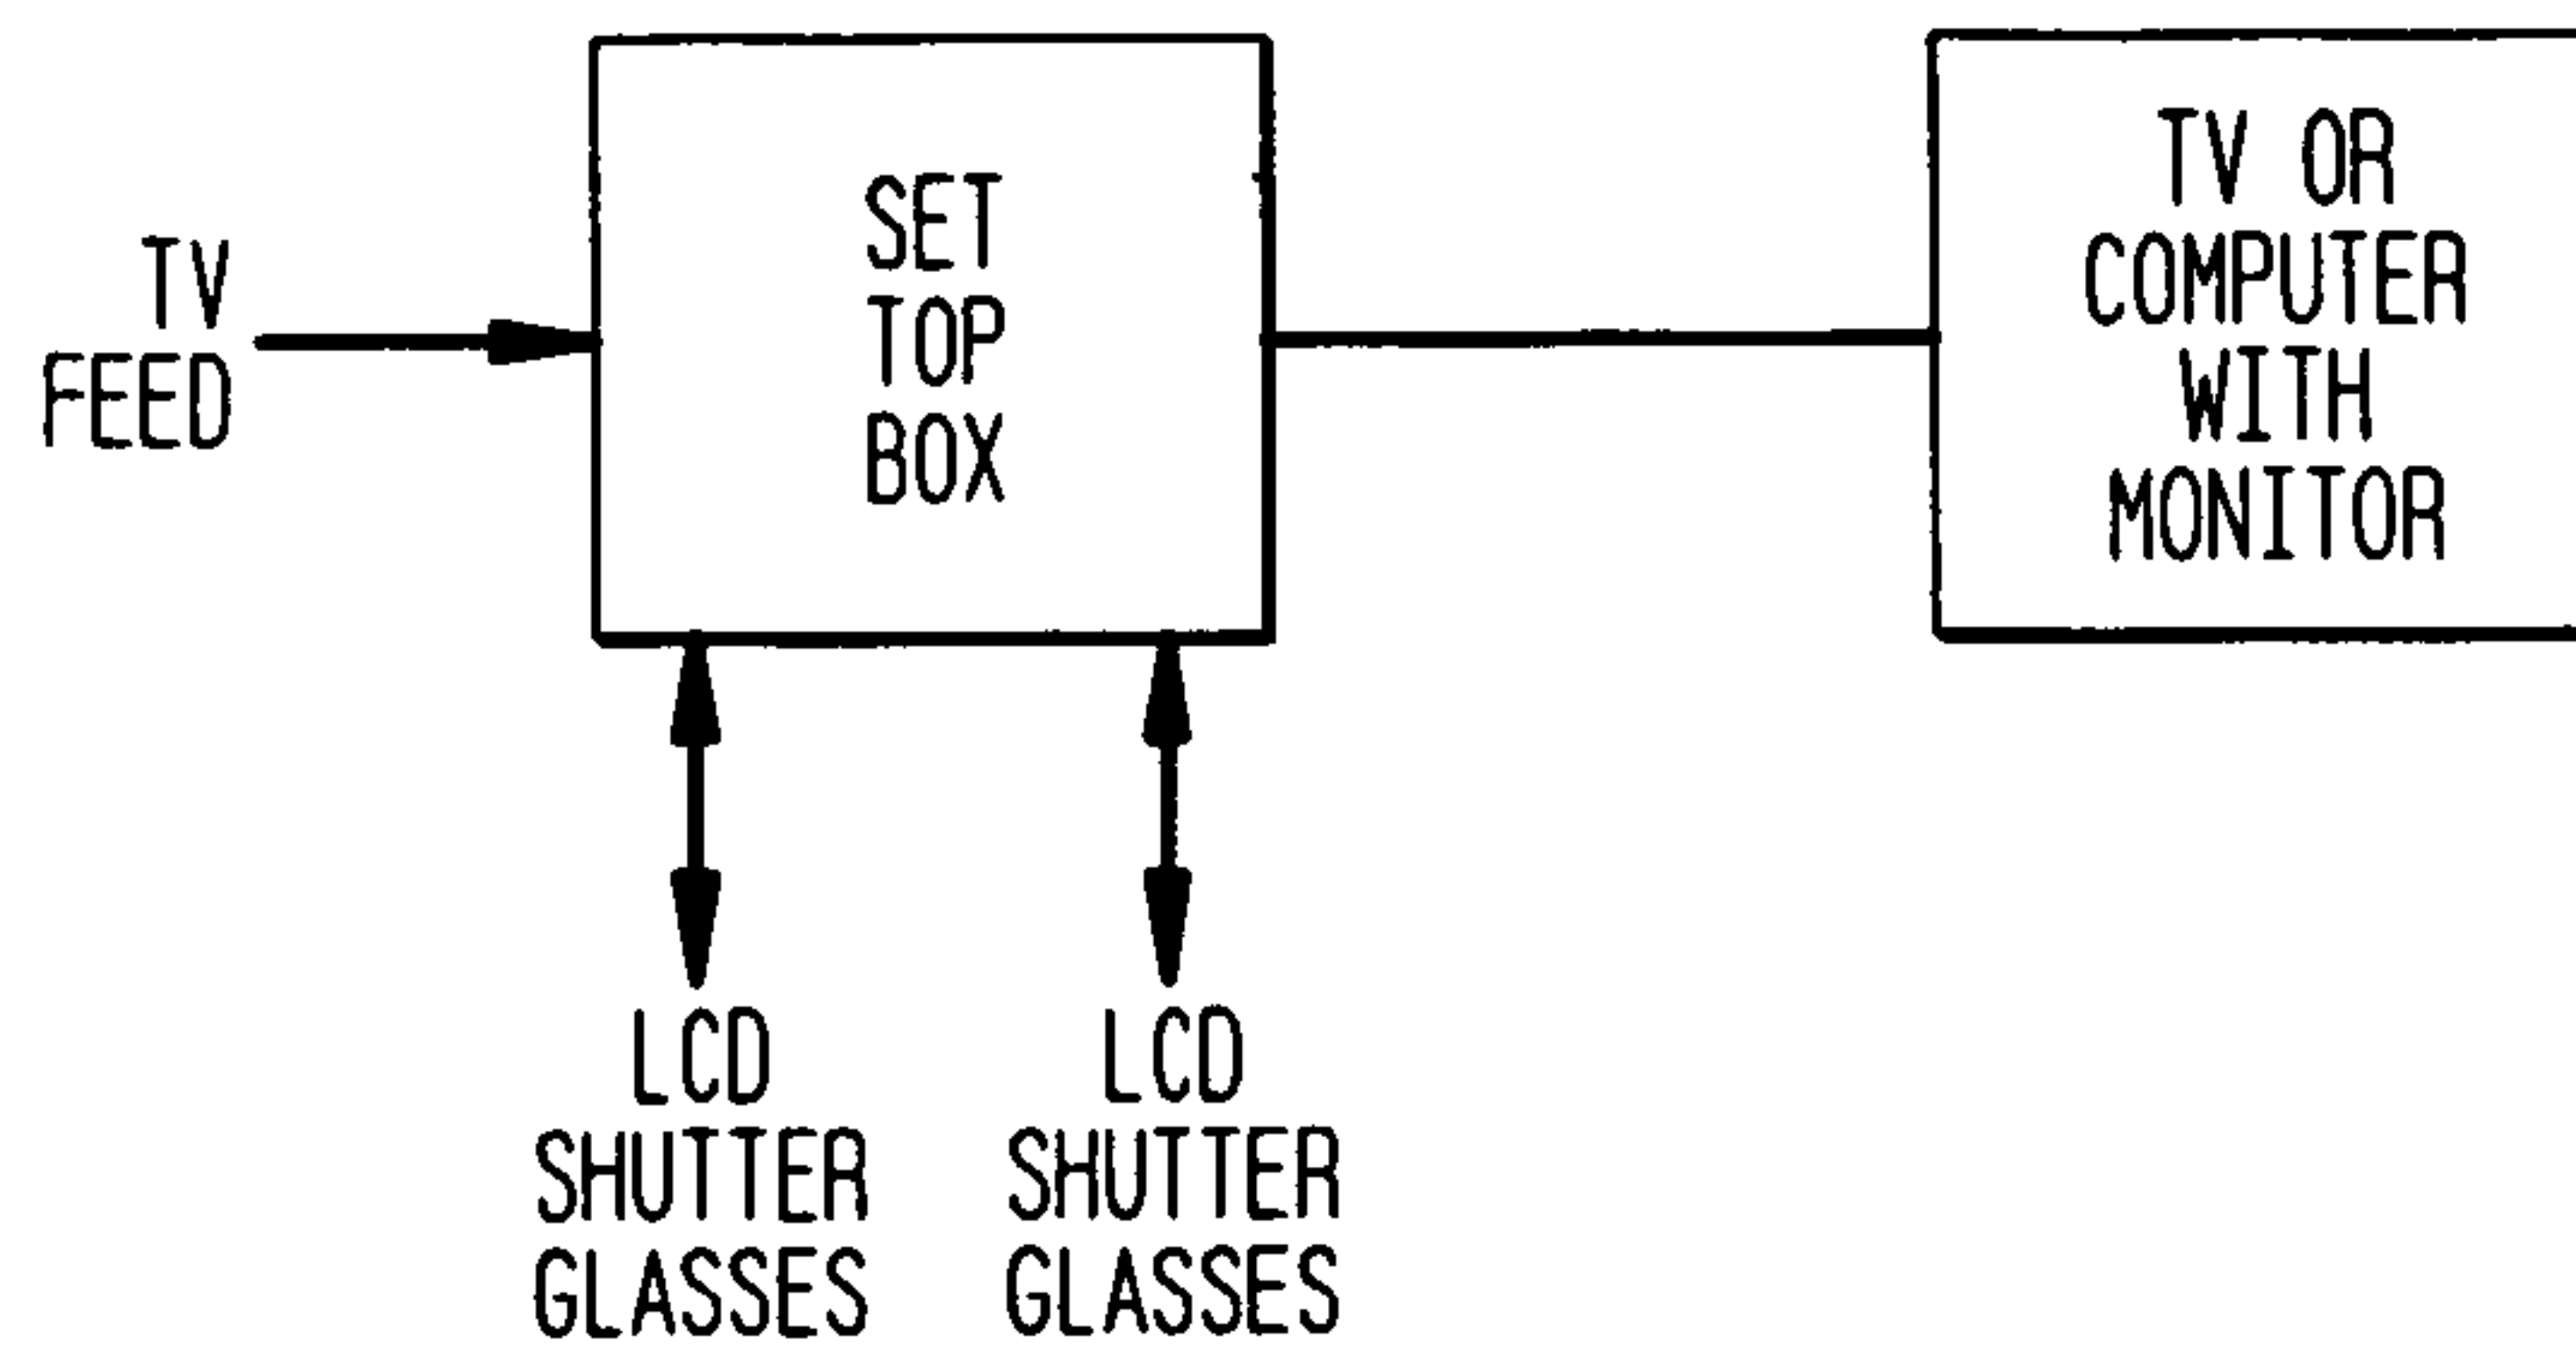 TV
FEED
SET
TOP
BOX
TV OR
COMPUTER
WITH
MONITOR
LCD
SHUTTER
GLASSES
LCD
SHUTTER
GLASSES